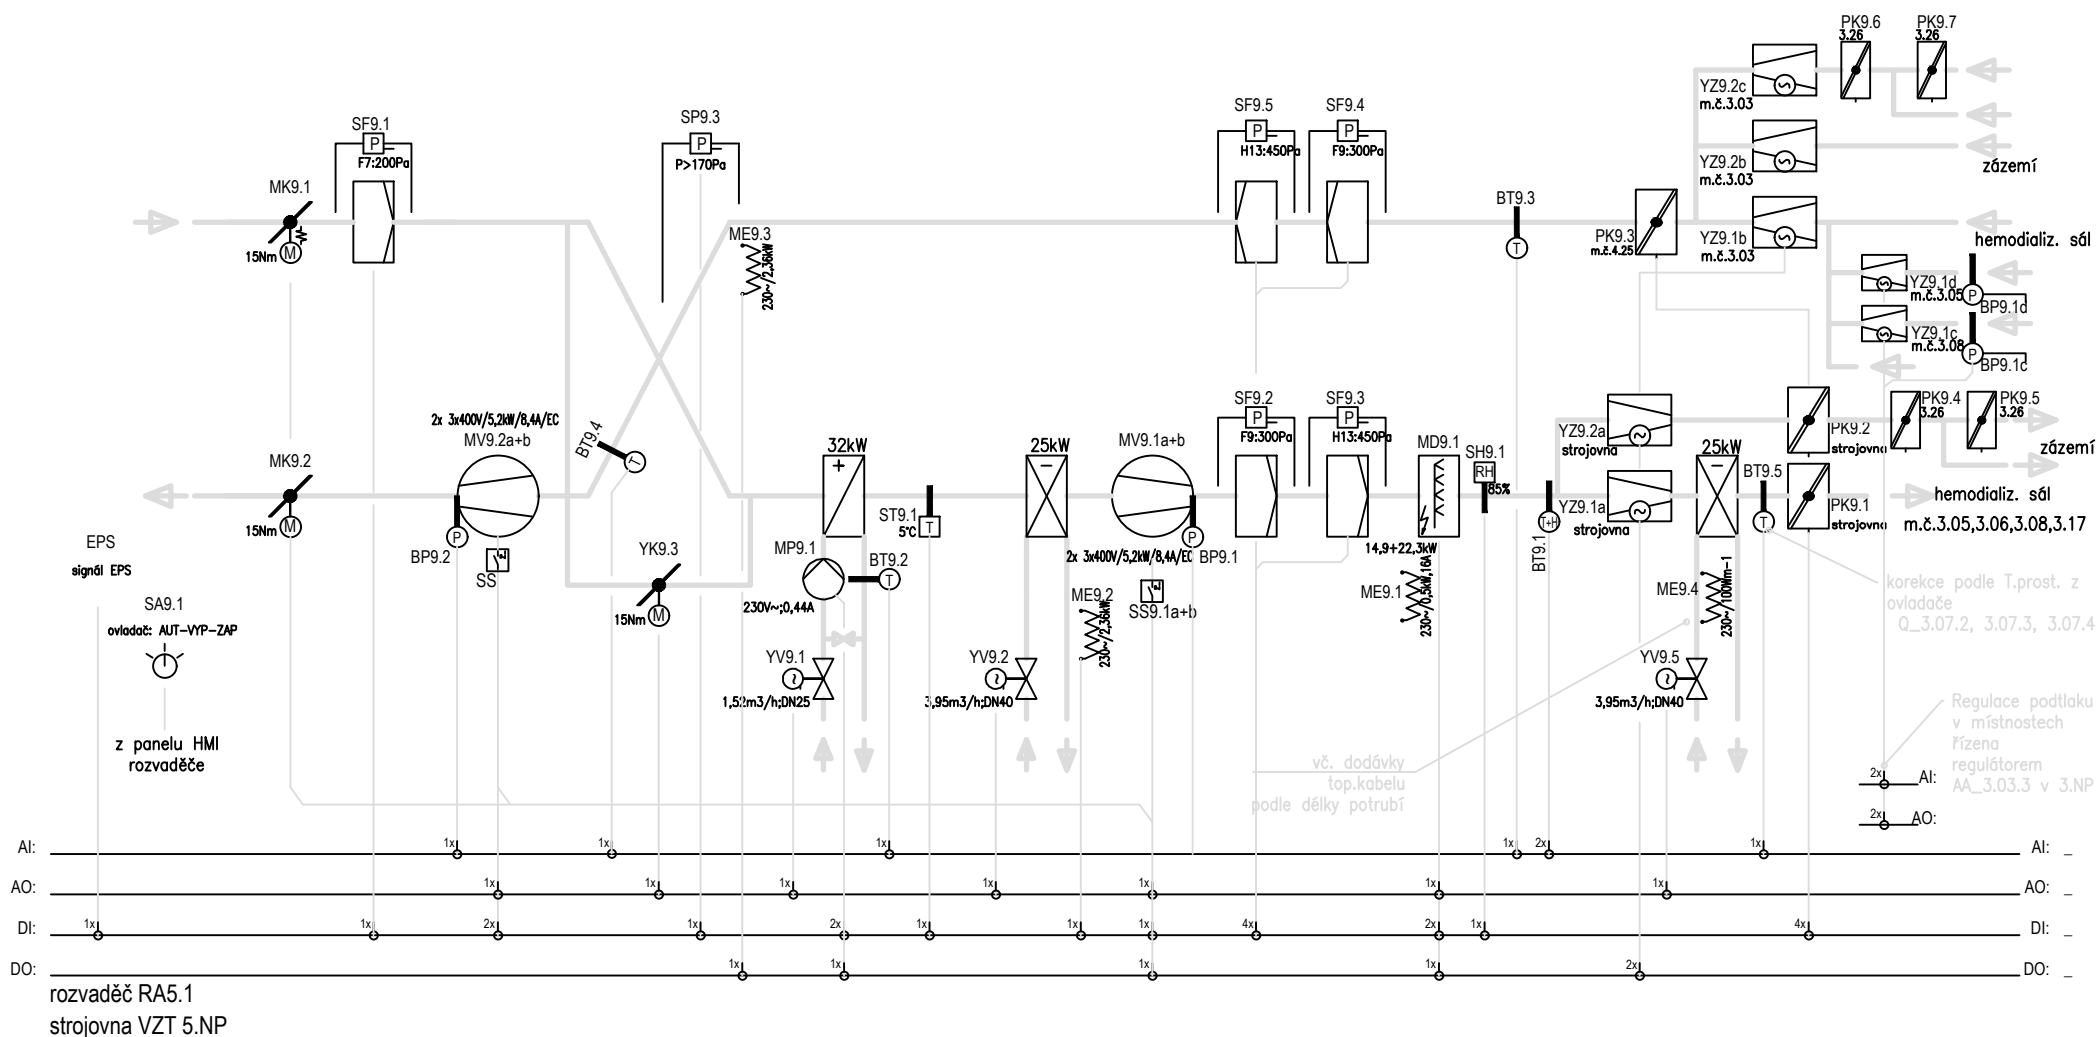 PK9.6
3.26
PK9.7
3.26
YZ9.2c
m.č.3.03
SF9.1
P
F7:200Pa
SP9.3
P
P>170Pa
SF9.5
P
H13:450Pa
SF9.4
P
F9:300Pa
YZ9.2b
m.č.3.03
zázemí
MK9.1
15Nm
M
ME9.3
230~/2,36kW
BT9.3
T
PK9.3
m.č.4.25
YZ9.1b
m.č.3.03
hemodializ. sál
YZ9.1d
m.č.3.05
P
BP9.1d
YZ9.1c
m.č.3.08
P
BP9.1c
2x 3x400V/5,2kW/8,4A/EC
MV9.2a+b
BT9.4
T
SF9.2
P
F9:300Pa
SF9.3
P
H13:450Pa
PK9.4
3.26
PK9.5
3.26
YZ9.2a
strojovna
PK9.2
strojovna
zázemí
MK9.2
15Nm
M
BP9.2
P
SS
32kW
25kW
MV9.1a+b
MD9.1
14,9+22,3kW
SH9.1
RH
85%
25kW
BT9.5
T
YZ9.1a
strojovna
PK9.1
strojovna
hemodializ. sál
m.č.3.05,3.06,3.08,3.17
ST9.1
T
5°C
T+H
BT9.1
2x 3x400V/5,2kW/8,4A/EC
P
BP9.1
EPS
signál EPS
SA9.1
ovladač: AUT-VYP-ZAP
z panelu HMI
rozvaděče
YK9.3
15Nm
M
MP9.1
230V~;0,44A
BT9.2
T
ME9.2
230~/2,36kW
SS9.1a+b
ME9.1
230~/0,5kW,16A
ME9.4
230~/100Wm-1
korekce podle T.prost. z
ovladače
Q_3.07.2, 3.07.3, 3.07.4
YV9.1
1,52m3/h;DN25
YV9.2
3,95m3/h;DN40
YV9.5
3,95m3/h;DN40
vč. dodávky
top.kabelu
podle délky potrubí
Regulace podtlaku
v místnostech
řízena
regulátorem
AA_3.03.3 v 3.NP
2x
AI:
2x
AO:
AI:
1x
1x
1x
1x
2x
1x
AI: _
AO:
1x
1x
1x
1x
1x
1x
1x
AO: _
DI:
1x
1x
2x
1x
2x
1x
1x
1x
4x
2x
1x
4x
DI: _
DO:
1x
1x
1x
1x
2x
DO: _
rozvaděč RA5.1
strojovna VZT 5.NP